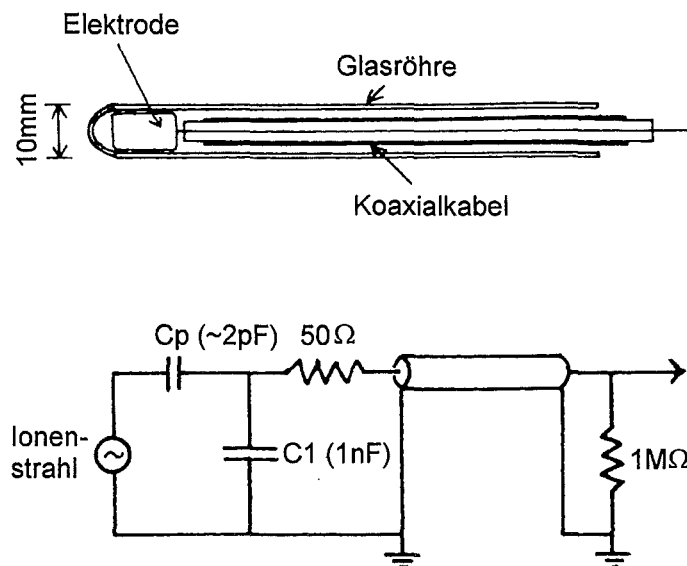 Elektrode
Glasröhre
10mm
Koaxialkabel
Cp (~2pF)
50Ω
Ionen-
strahl
C1 (1nF)
1MΩ